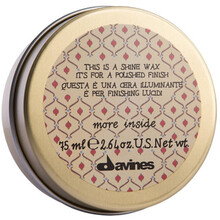 THIS IS A SHINE WAX
IT'S FOR A POLISHED FINISH
QUESTA È UNA CERA ILLUMINANTE
È PER FINISHING LUCIDI
more inside
75 ml e 2.64 oz.U.S. Net wt.
davines